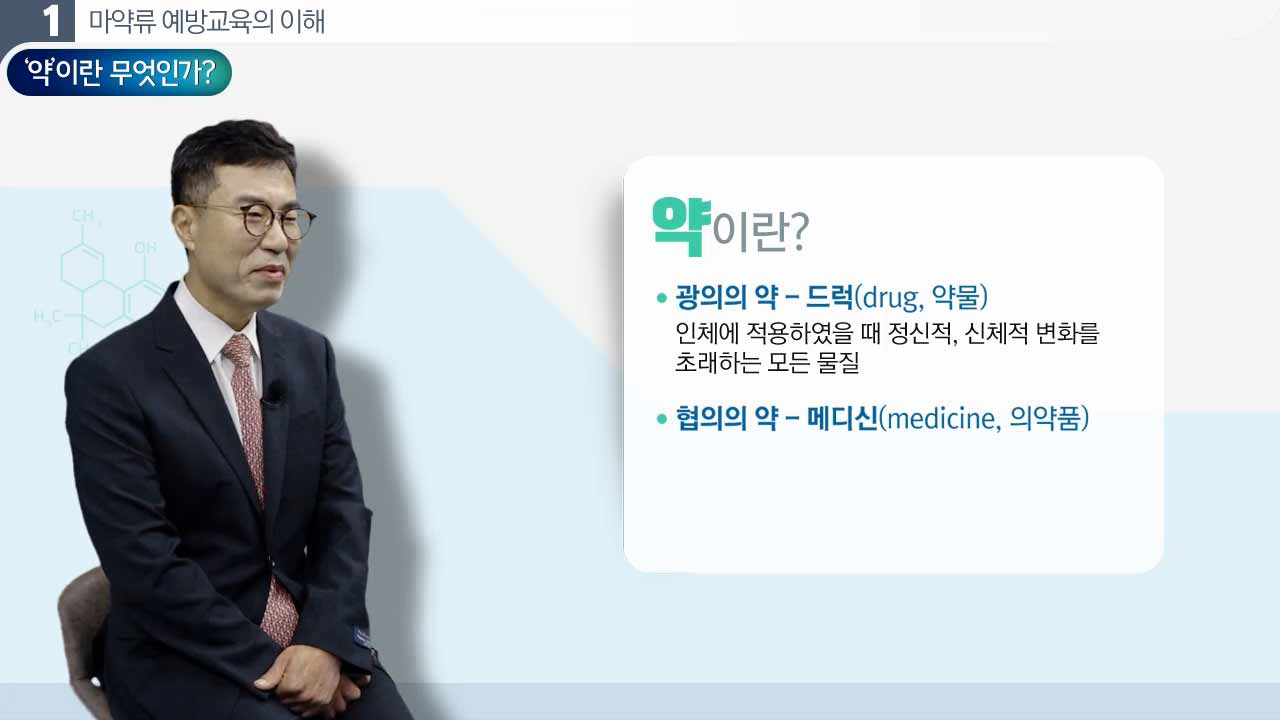 1 마약류 예방교육의 이해
‘약’이란 무엇인가?
약이란?
• 광의의 약 – 드럭(drug, 약물)
인체에 적용하였을 때 정신적, 신체적 변화를
초래하는 모든 물질
• 협의의 약 – 메디신(medicine, 의약품)
CH₃
OH
H₃C